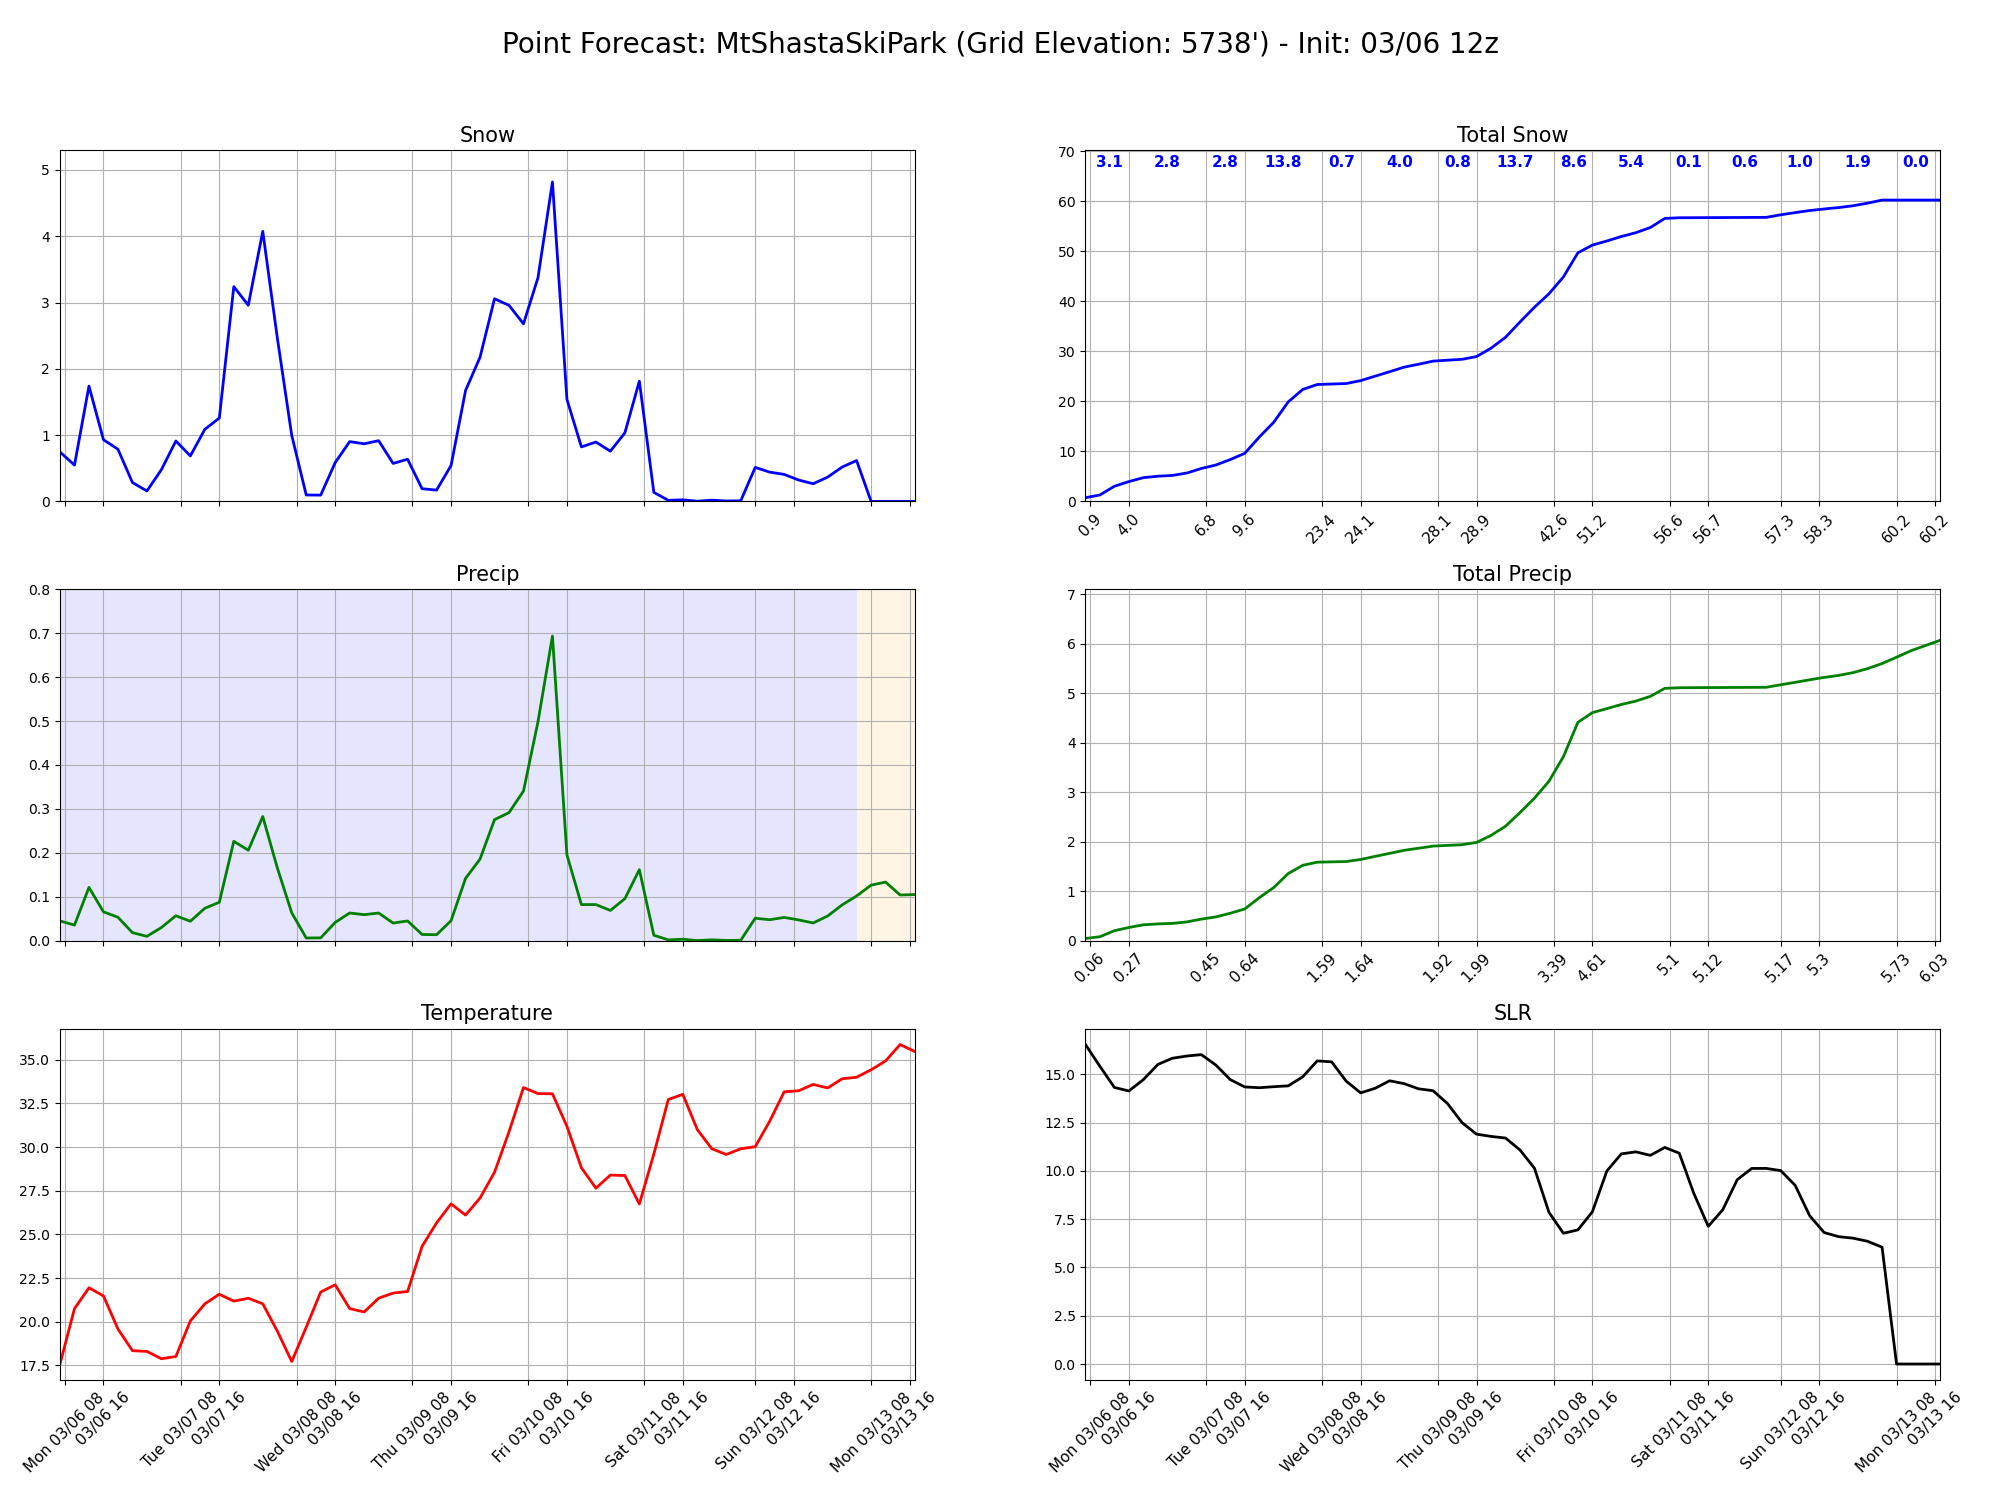 Point Forecast: MtShastaSkiPark (Grid Elevation: 5738') - Init: 03/06 12z
Snow
5
4
3
2
1
0
Total Snow
3.1 2.8 2.8 13.8 0.7 4.0 0.8 13.7 8.6 5.4 0.1 0.6 1.0 1.9 0.0
70
60
50
40
30
20
10
0
0.9 4.0 6.8 9.6 23.4 24.1 28.1 28.9 42.6 51.2 56.6 56.7 57.3 58.3 60.2 60.2
Precip
0.8
0.7
0.6
0.5
0.4
0.3
0.2
0.1
0.0
Total Precip
7
6
5
4
3
2
1
0
0.06 0.27 0.45 0.64 1.59 1.64 1.92 1.99 3.39 4.61 5.1 5.12 5.17 5.3 5.73 6.03
Temperature
35.0
32.5
30.0
27.5
25.0
22.5
20.0
17.5
Mon 03/06 08
03/06 16
Tue 03/07 08
03/07 16
Wed 03/08 08
03/08 16
Thu 03/09 08
03/09 16
Fri 03/10 08
03/10 16
Sat 03/11 08
03/11 16
Sun 03/12 08
03/12 16
Mon 03/13 08
03/13 16
SLR
15.0
12.5
10.0
7.5
5.0
2.5
0.0
Mon 03/06 08
03/06 16
Tue 03/07 08
03/07 16
Wed 03/08 08
03/08 16
Thu 03/09 08
03/09 16
Fri 03/10 08
03/10 16
Sat 03/11 08
03/11 16
Sun 03/12 08
03/12 16
Mon 03/13 08
03/13 16